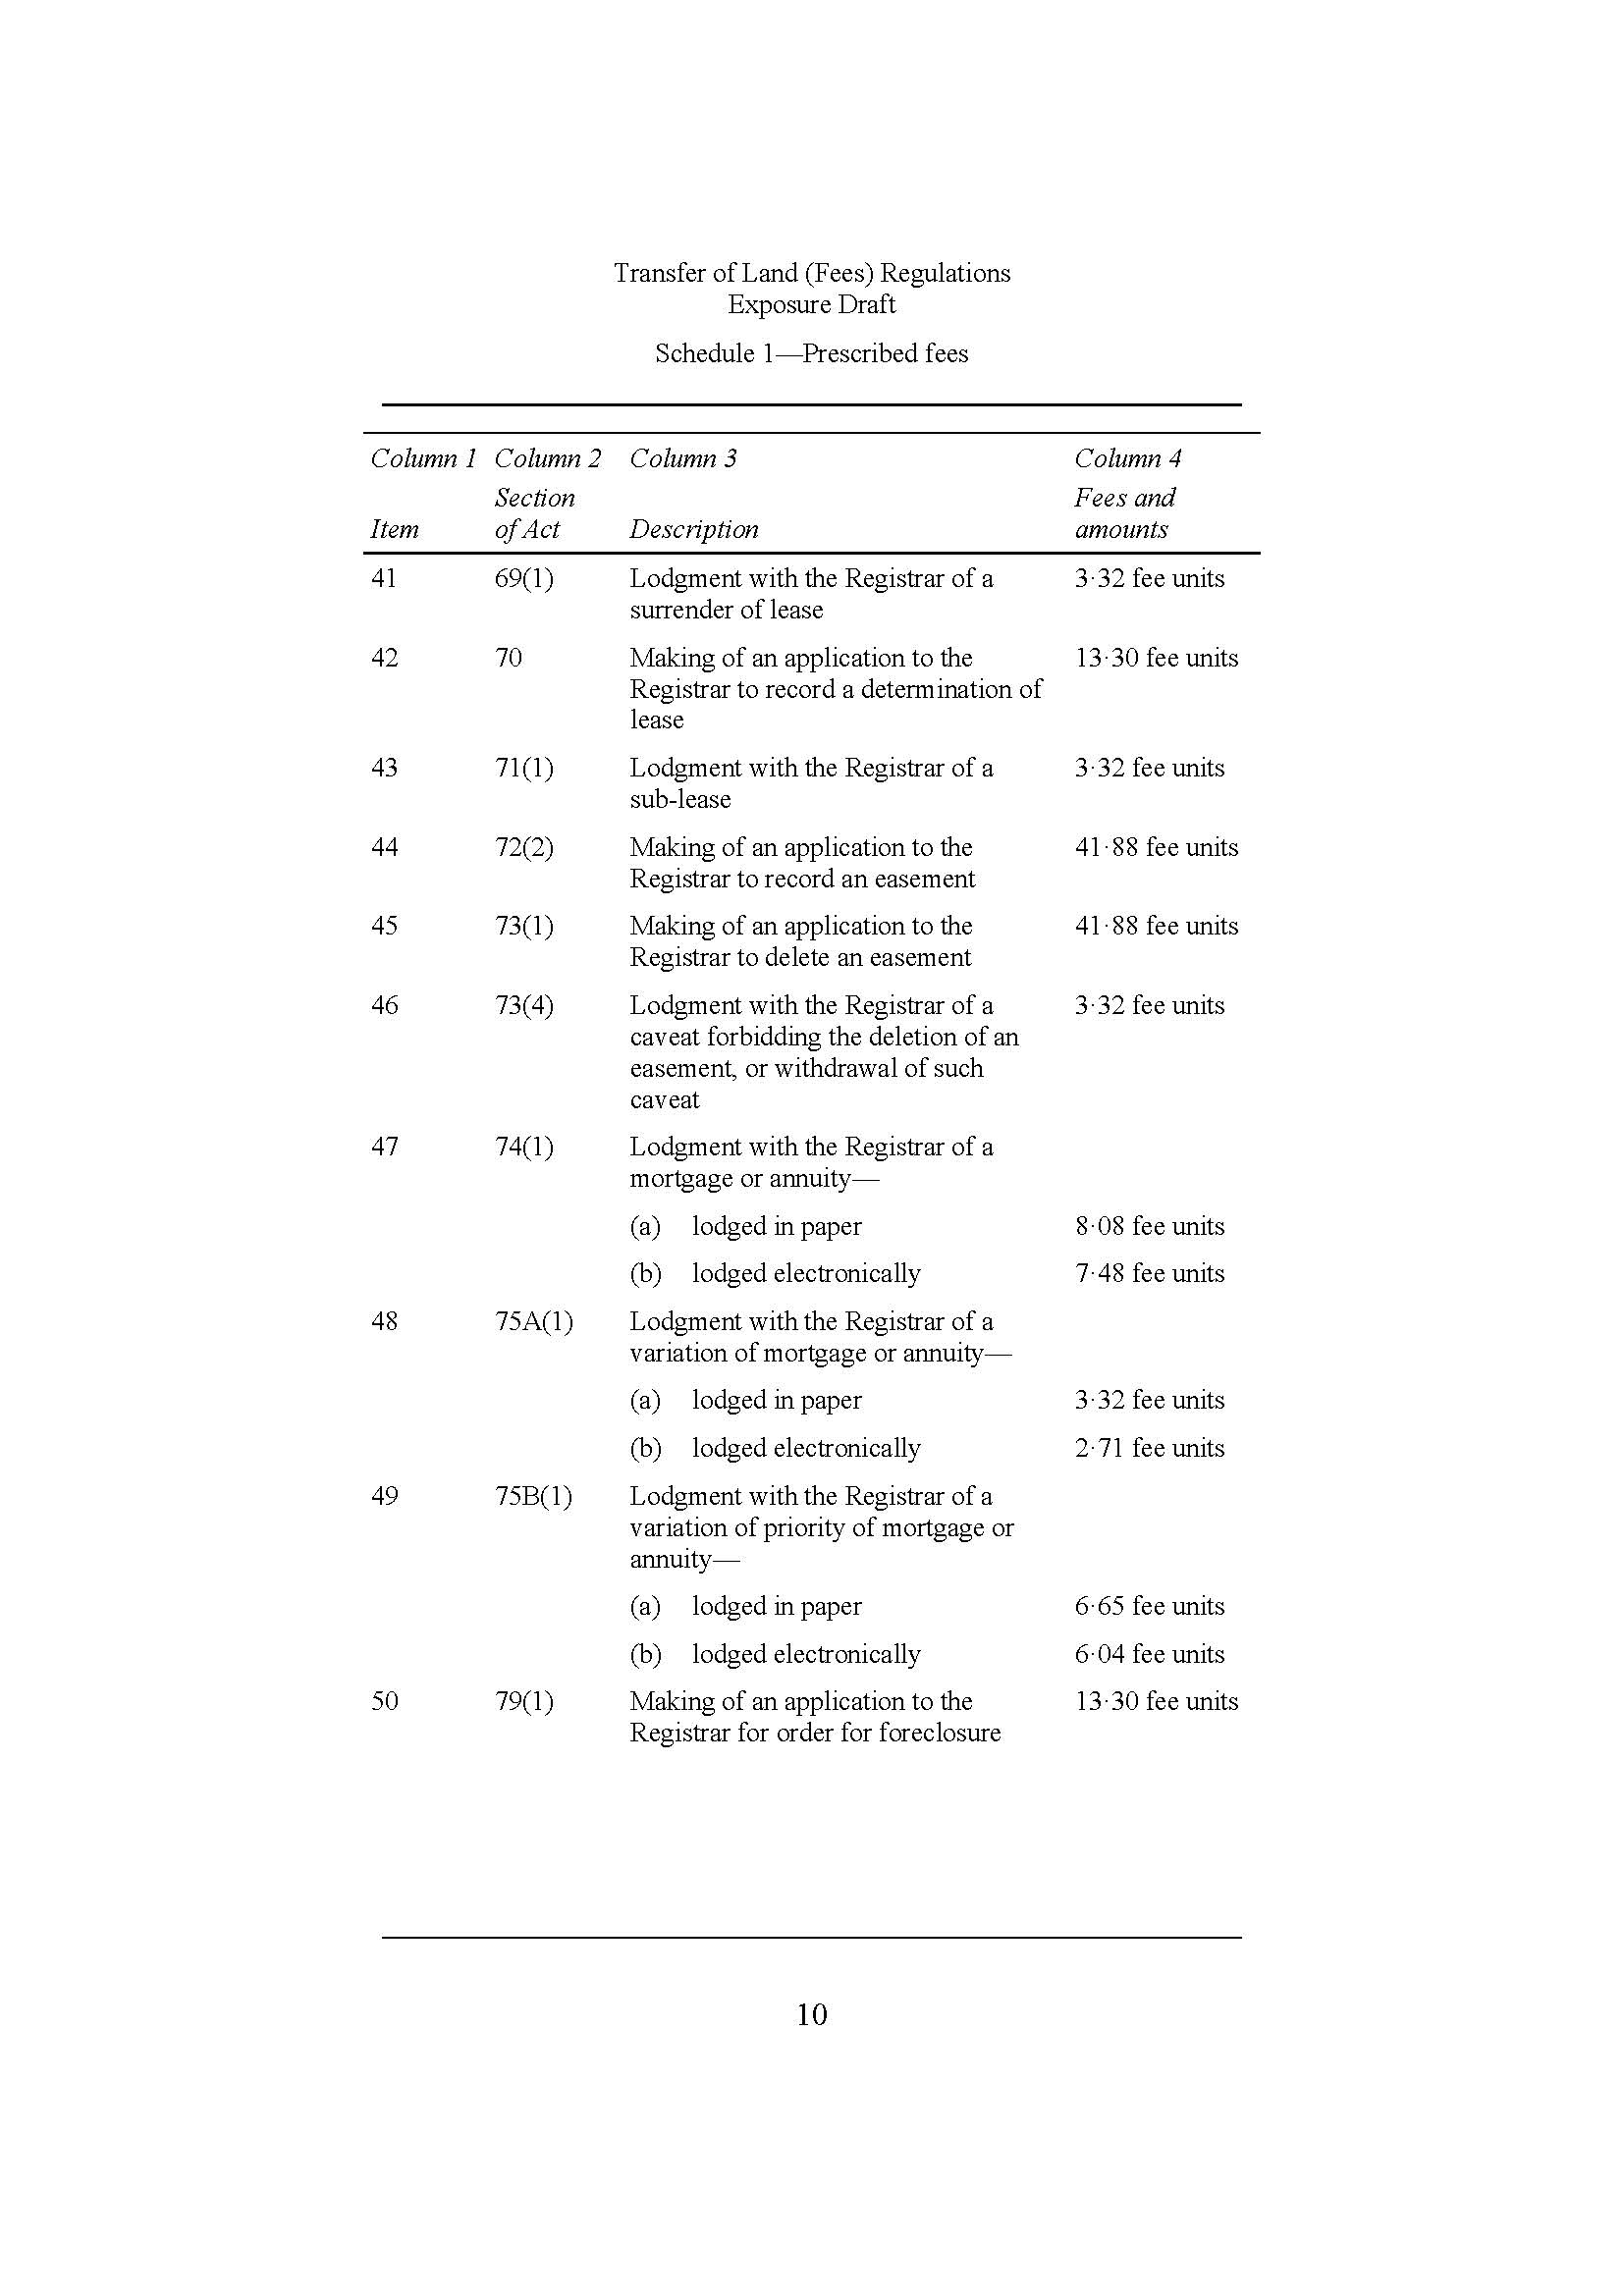 Transfer of Land (Fees) Regulations
Exposure Draft
Schedule 1—Prescribed fees
Column 1 Column 2 Column 3 Column 4
Item Section of Act Description Fees and amounts
41 69(1) Lodgment with the Registrar of a 3·32 fee units
surrender of lease
42 70 Making of an application to the 13·30 fee units
Registrar to record a determination of
lease
43 71(1) Lodgment with the Registrar of a 3·32 fee units
sub-lease
44 72(2) Making of an application to the 41·88 fee units
Registrar to record an easement
45 73(1) Making of an application to the 41·88 fee units
Registrar to delete an easement
46 73(4) Lodgment with the Registrar of a 3·32 fee units
caveat forbidding the deletion of an
easement, or withdrawal of such
caveat
47 74(1) Lodgment with the Registrar of a
mortgage or annuity—
(a) lodged in paper 8·08 fee units
(b) lodged electronically 7·48 fee units
48 75A(1) Lodgment with the Registrar of a
variation of mortgage or annuity—
(a) lodged in paper 3·32 fee units
(b) lodged electronically 2·71 fee units
49 75B(1) Lodgment with the Registrar of a
variation of priority of mortgage or
annuity—
(a) lodged in paper 6·65 fee units
(b) lodged electronically 6·04 fee units
50 79(1) Making of an application to the 13·30 fee units
Registrar for order for foreclosure
10